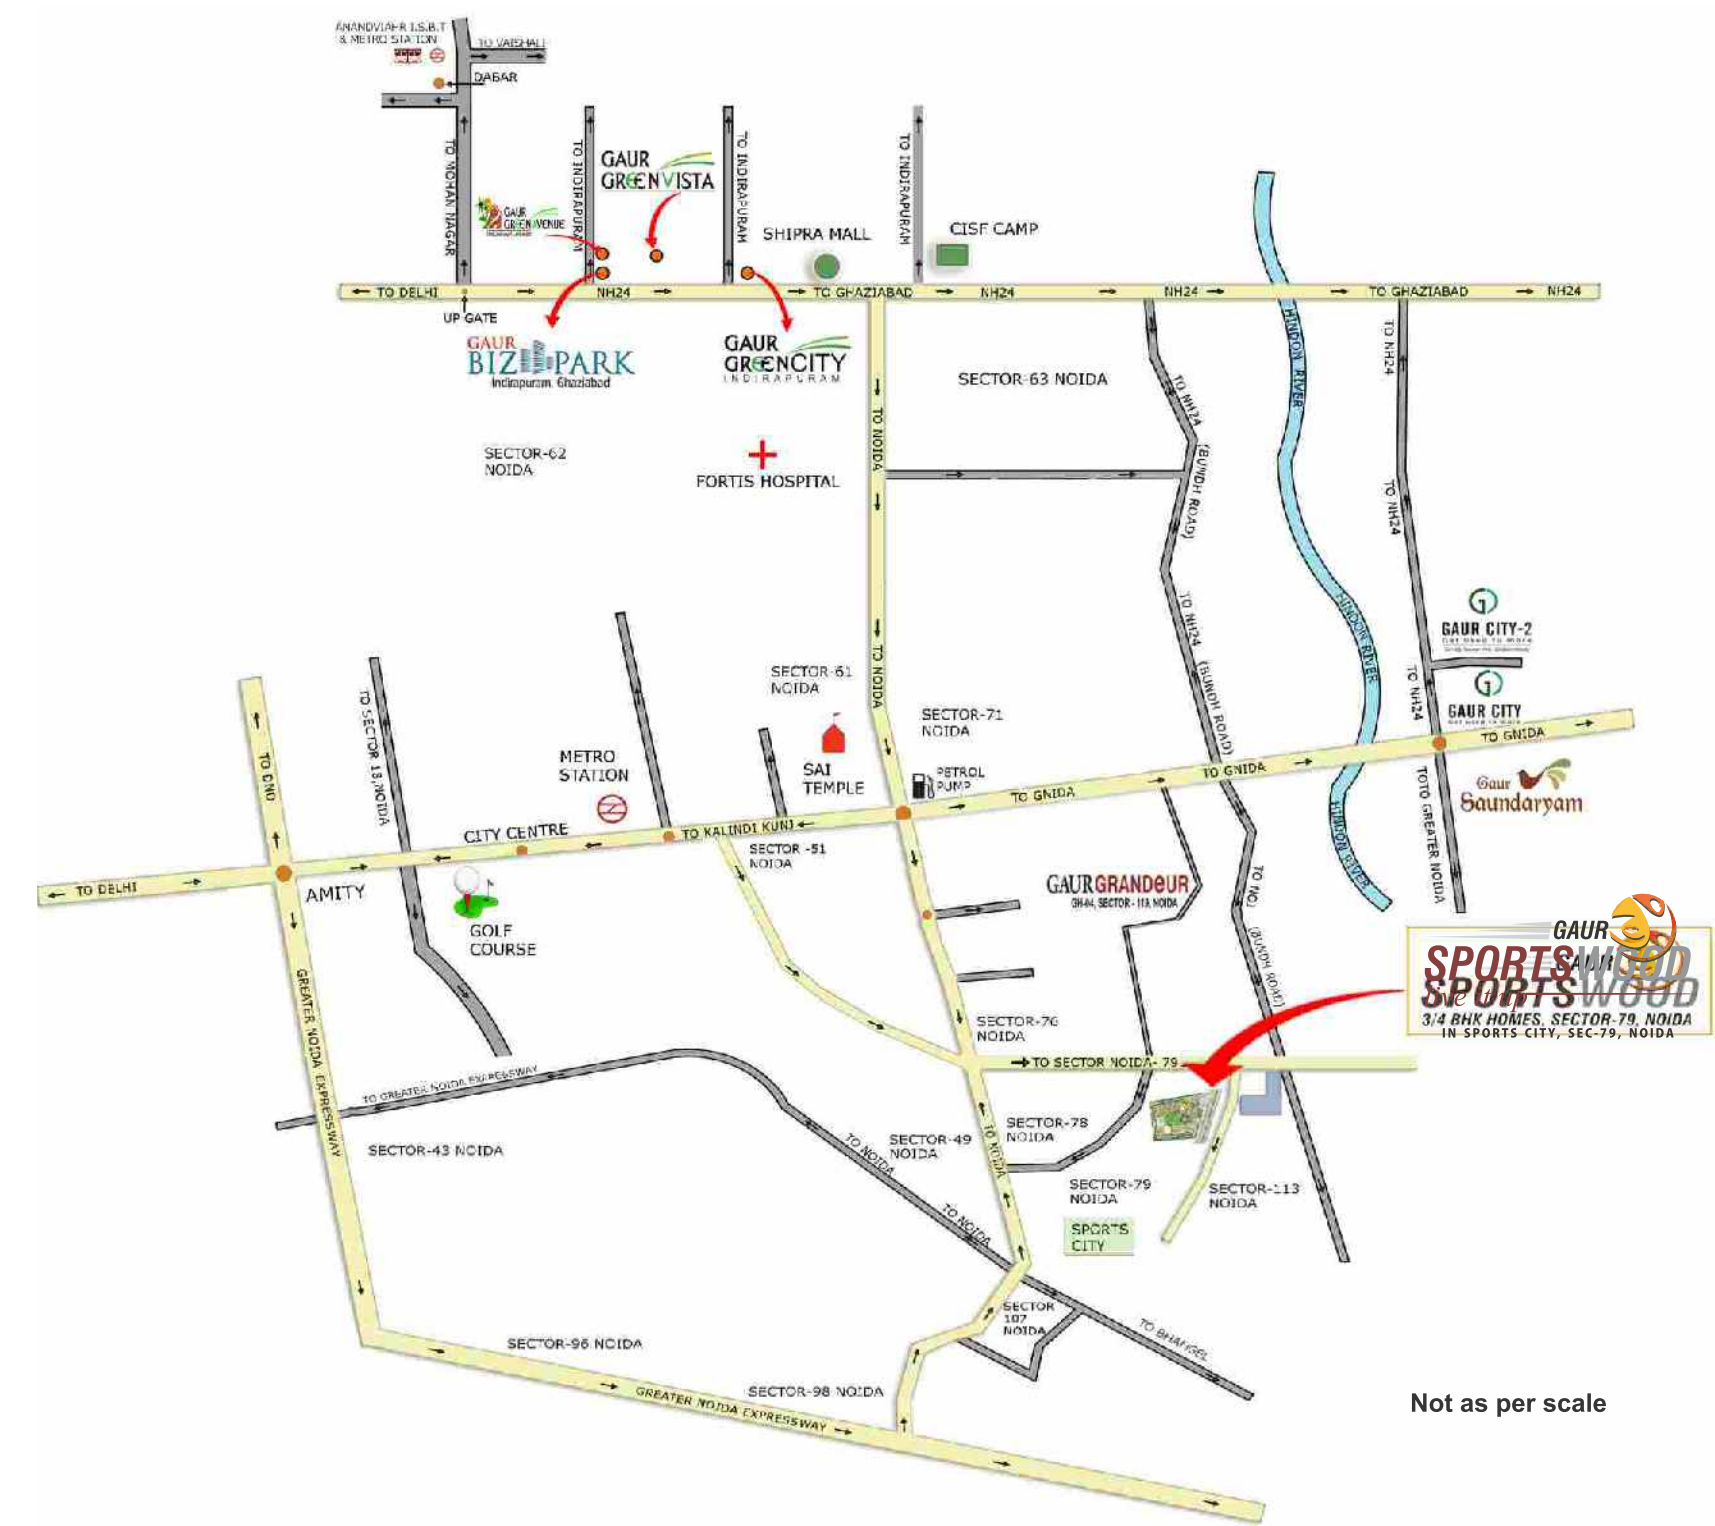 ANANDVIAHR I.S.B.T
& METRO STATION
TO VAISHALI
DABAR
TO MOHAN NAGAR
TO INDIRAPURAM
GAUR
GREENVISTA
TO INDIRAPURAM
TO INDIRAPURAM
GAUR
GREENAVENUE
SHIPRA MALL
CISF CAMP
TO DELHI
NH24
TO GHAZIABAD
NH24
NH24
TO GHAZIABAD
NH24
UP GATE
GAUR
BIZ PARK
Indirapuram, Ghaziabad
GAUR
GREENCITY
INDIRAPURAM
SECTOR-63 NOIDA
HINDON RIVER
TO NH24
TO NH24
(BUNDH ROAD)
TO NOIDA
SECTOR-62
NOIDA
FORTIS HOSPITAL
TO NH24
TO NH24
(BUNDH ROAD)
HINDON RIVER
GAUR CITY-2
GAUR CITY
TO NH24
TO NOIDA
SECTOR-61
NOIDA
SECTOR-71
NOIDA
TO SECTOR 18,NOIDA
TO DND
METRO
STATION
SAI
TEMPLE
PETROL
PUMP
TO GNIDA
TO GNIDA
TO GNIDA
Gaur
Saundaryam
TOTO GREATER NOIDA
HINDON RIVER
CITY CENTRE
TO KALINDI KUNJ
SECTOR -51
NOIDA
TO DELHI
AMITY
GOLF
COURSE
GAURGRANDEUR
GH-04, SECTOR - 119, NOIDA
(BUNDH ROAD)
GAUR
SPORTSWOOD
GAUR
SPORTSWOOD
3/4 BHK HOMES, SECTOR-79, NOIDA
IN SPORTS CITY, SEC-79, NOIDA
GREATER NOIDA EXPRESSWAY
SECTOR-76
NOIDA
TO SECTOR NOIDA- 79
TO GREATER NOIDA EXPRESSWAY
SECTOR-43 NOIDA
TO NOIDA
SECTOR-49
NOIDA
TO NOIDA
SECTOR-78
NOIDA
SECTOR-79
NOIDA
SECTOR-113
NOIDA
TO NOIDA
SPORTS
CITY
SECTOR
107
NOIDA
TO BHANGEL
SECTOR-96 NOIDA
SECTOR-98 NOIDA
GREATER NOIDA EXPRESSWAY
Not as per scale